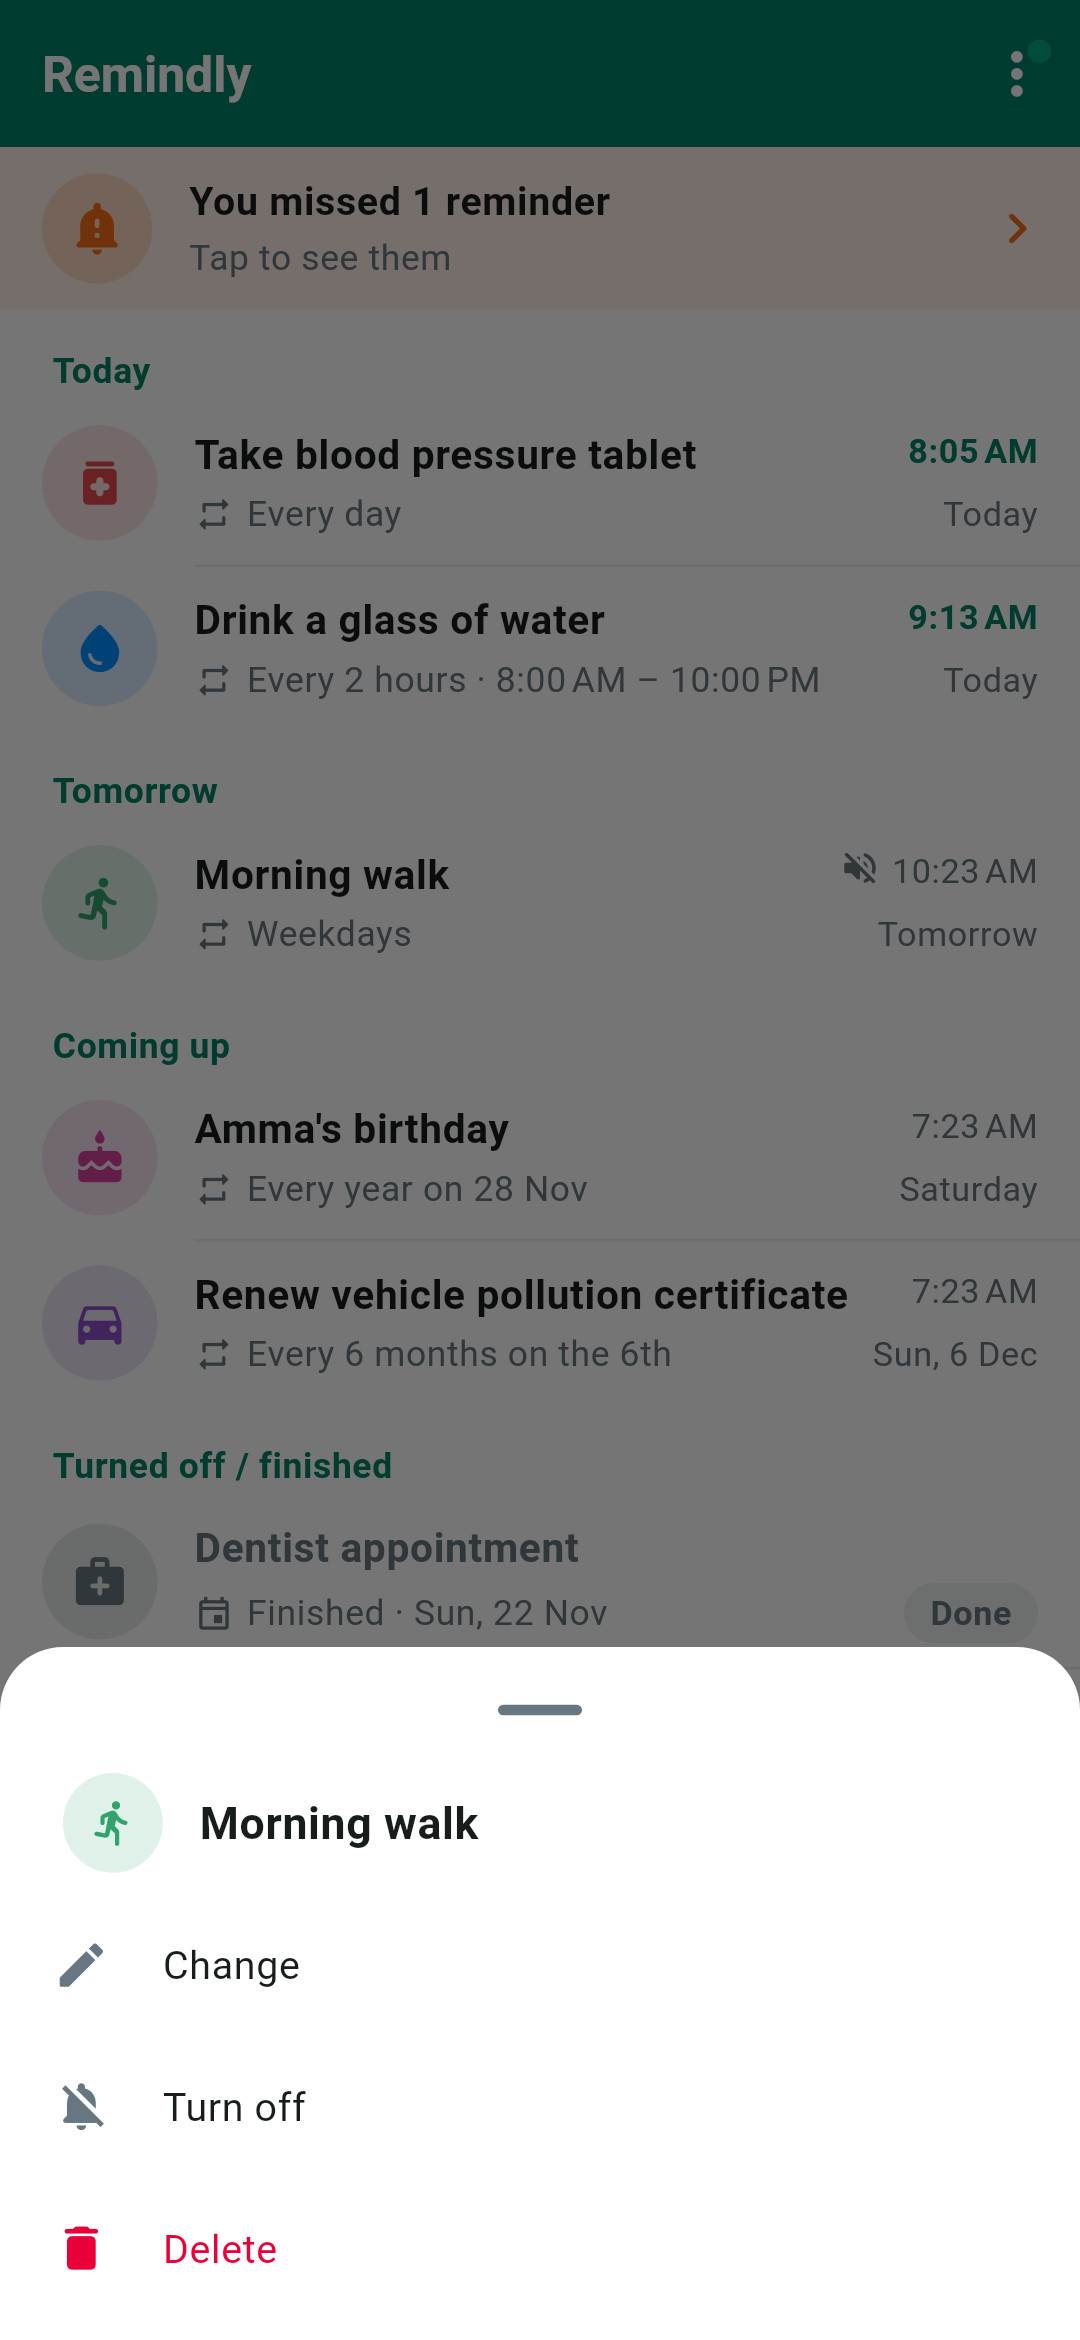 Remindly
You missed 1 reminder
Tap to see them
Today
Take blood pressure tablet
8:05 AM
Every day
Today
Drink a glass of water
9:13 AM
Every 2 hours · 8:00 AM – 10:00 PM
Today
Tomorrow
Morning walk
10:23 AM
Weekdays
Tomorrow
Coming up
Amma's birthday
7:23 AM
Every year on 28 Nov
Saturday
Renew vehicle pollution certificate
7:23 AM
Every 6 months on the 6th
Sun, 6 Dec
Turned off / finished
Dentist appointment
Finished · Sun, 22 Nov
Done
Morning walk
Change
Turn off
Delete